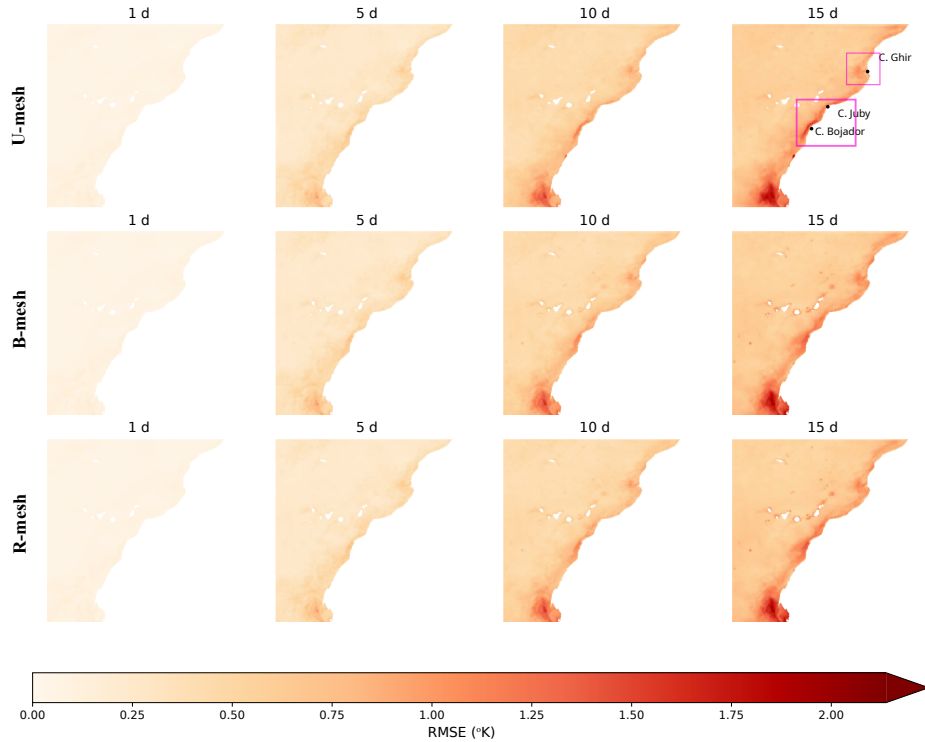 1 d 5 d 10 d 15 d
U-mesh
C. Ghir
C. Juby
C. Bojador
1 d 5 d 10 d 15 d
B-mesh
1 d 5 d 10 d 15 d
R-mesh
0.00 0.25 0.50 0.75 1.00 1.25 1.50 1.75 2.00
RMSE (°K)